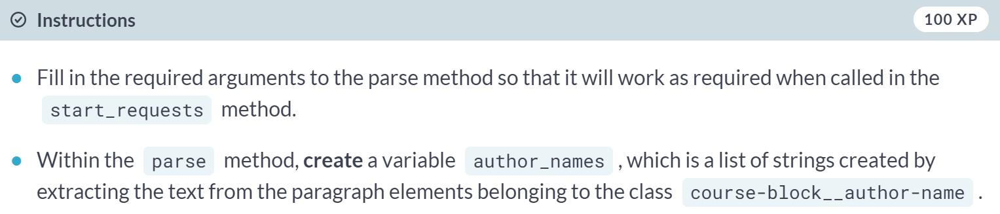 Instructions
100 XP
Fill in the required arguments to the parse method so that it will work as required when called in the
start_requests method.
Within the parse method, create a variable author_names , which is a list of strings created by
extracting the text from the paragraph elements belonging to the class course-block__author-name .